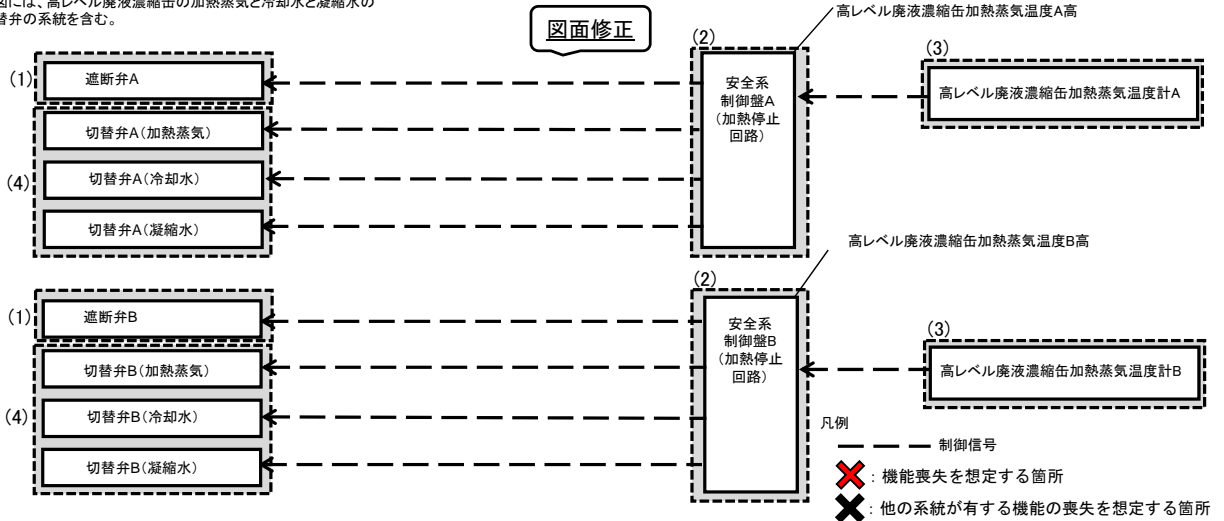 図には、高レベル廃液濃縮缶の加熱蒸気と冷却水と凝縮水の
替弁の系統を含む。
図面修正
高レベル廃液濃縮缶加熱蒸気温度A高
(1)
遮断弁A
切替弁A(加熱蒸気)
(4)
切替弁A(冷却水)
切替弁A(凝縮水)
(2)
安全系
制御盤A
(加熱停止
回路)
(3)
高レベル廃液濃縮缶加熱蒸気温度計A
高レベル廃液濃縮缶加熱蒸気温度B高
(1)
遮断弁B
切替弁B(加熱蒸気)
(4)
切替弁B(冷却水)
切替弁B(凝縮水)
(2)
安全系
制御盤B
(加熱停止
回路)
(3)
高レベル廃液濃縮缶加熱蒸気温度計B
凡例
制御信号
：機能喪失を想定する箇所
：他の系統が有する機能の喪失を想定する箇所